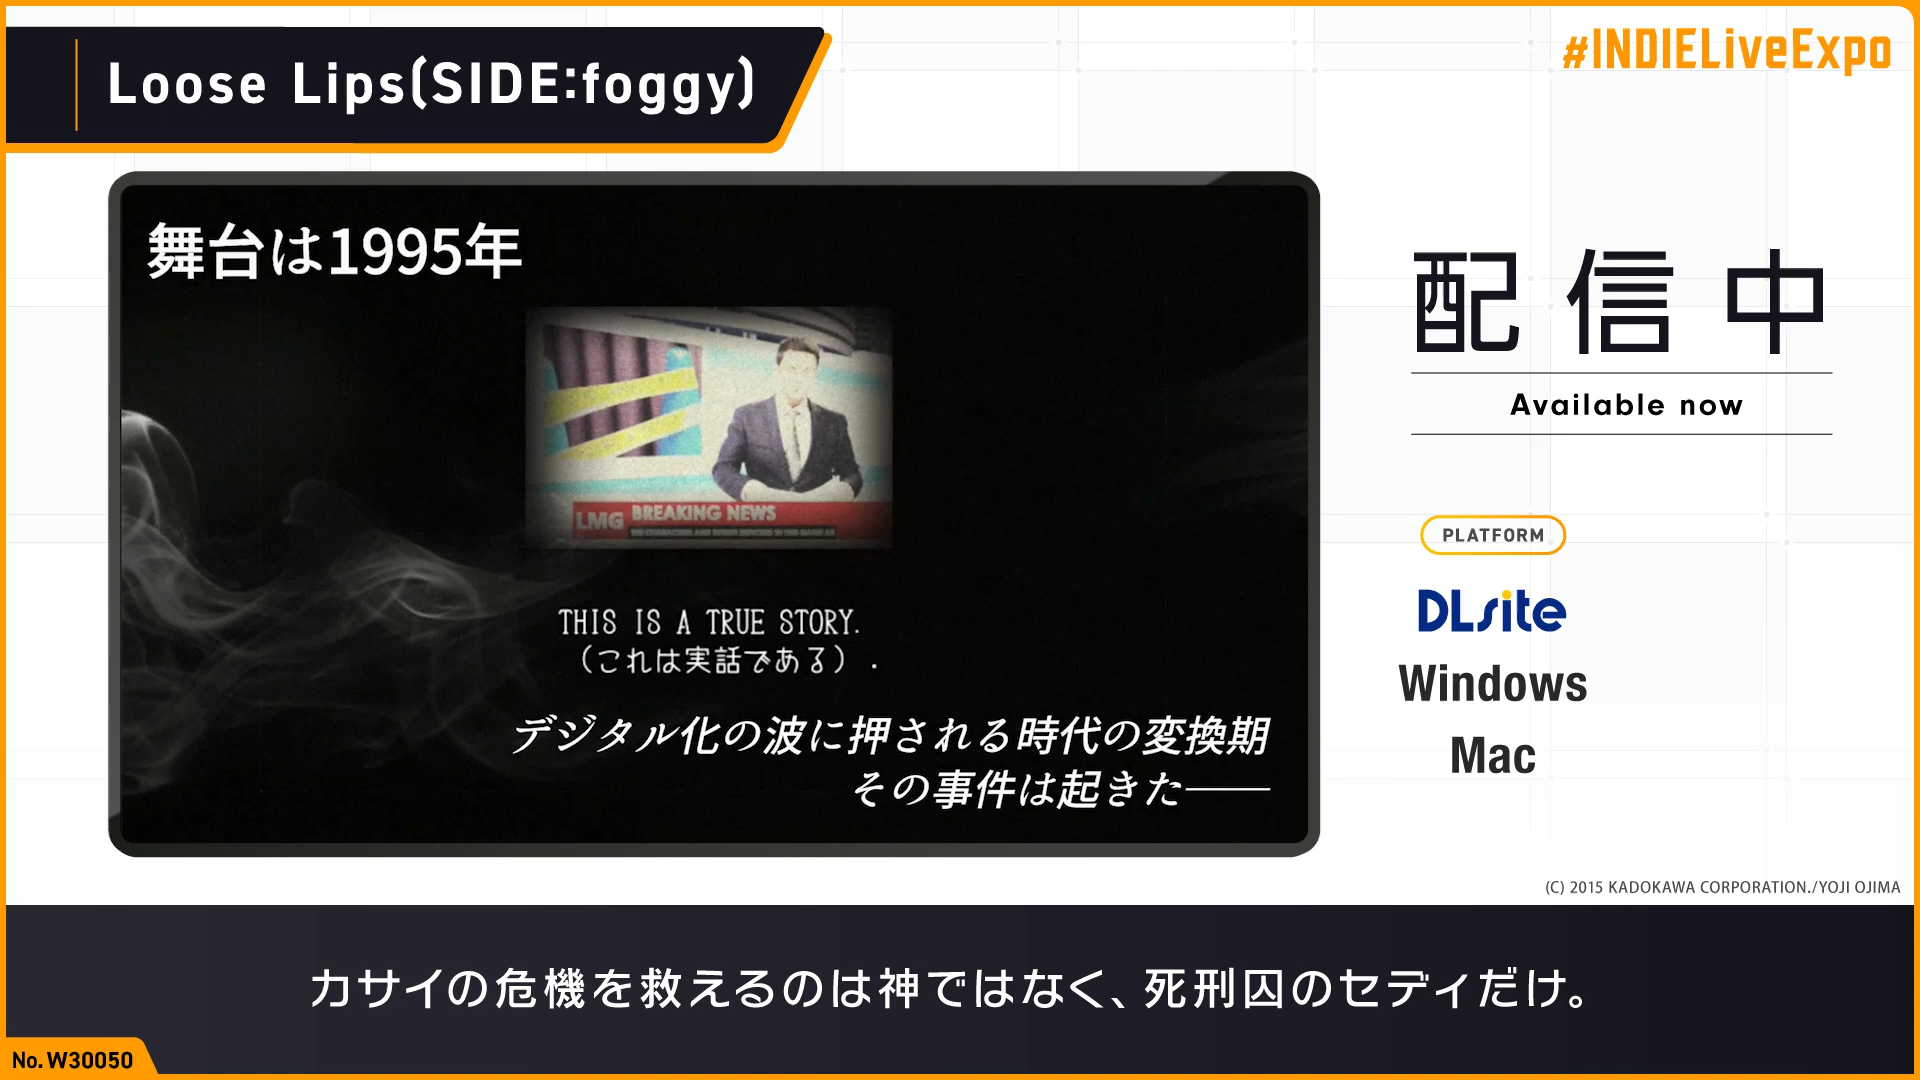 Loose Lips(SIDE:foggy)
#INDIELiveExpo
舞台は1995年
LMG
BREAKING NEWS
THIS IS A TRUE STORY.
（これは実話である）.
デジタル化の波に押される時代の変換期
その事件は起きた――
配信中
Available now
PLATFORM
DLsite
Windows
Mac
(C) 2015 KADOKAWA CORPORATION./YOJI OJIMA
カサイの危機を救えるのは神ではなく、死刑囚のセディだけ。
No. W30050